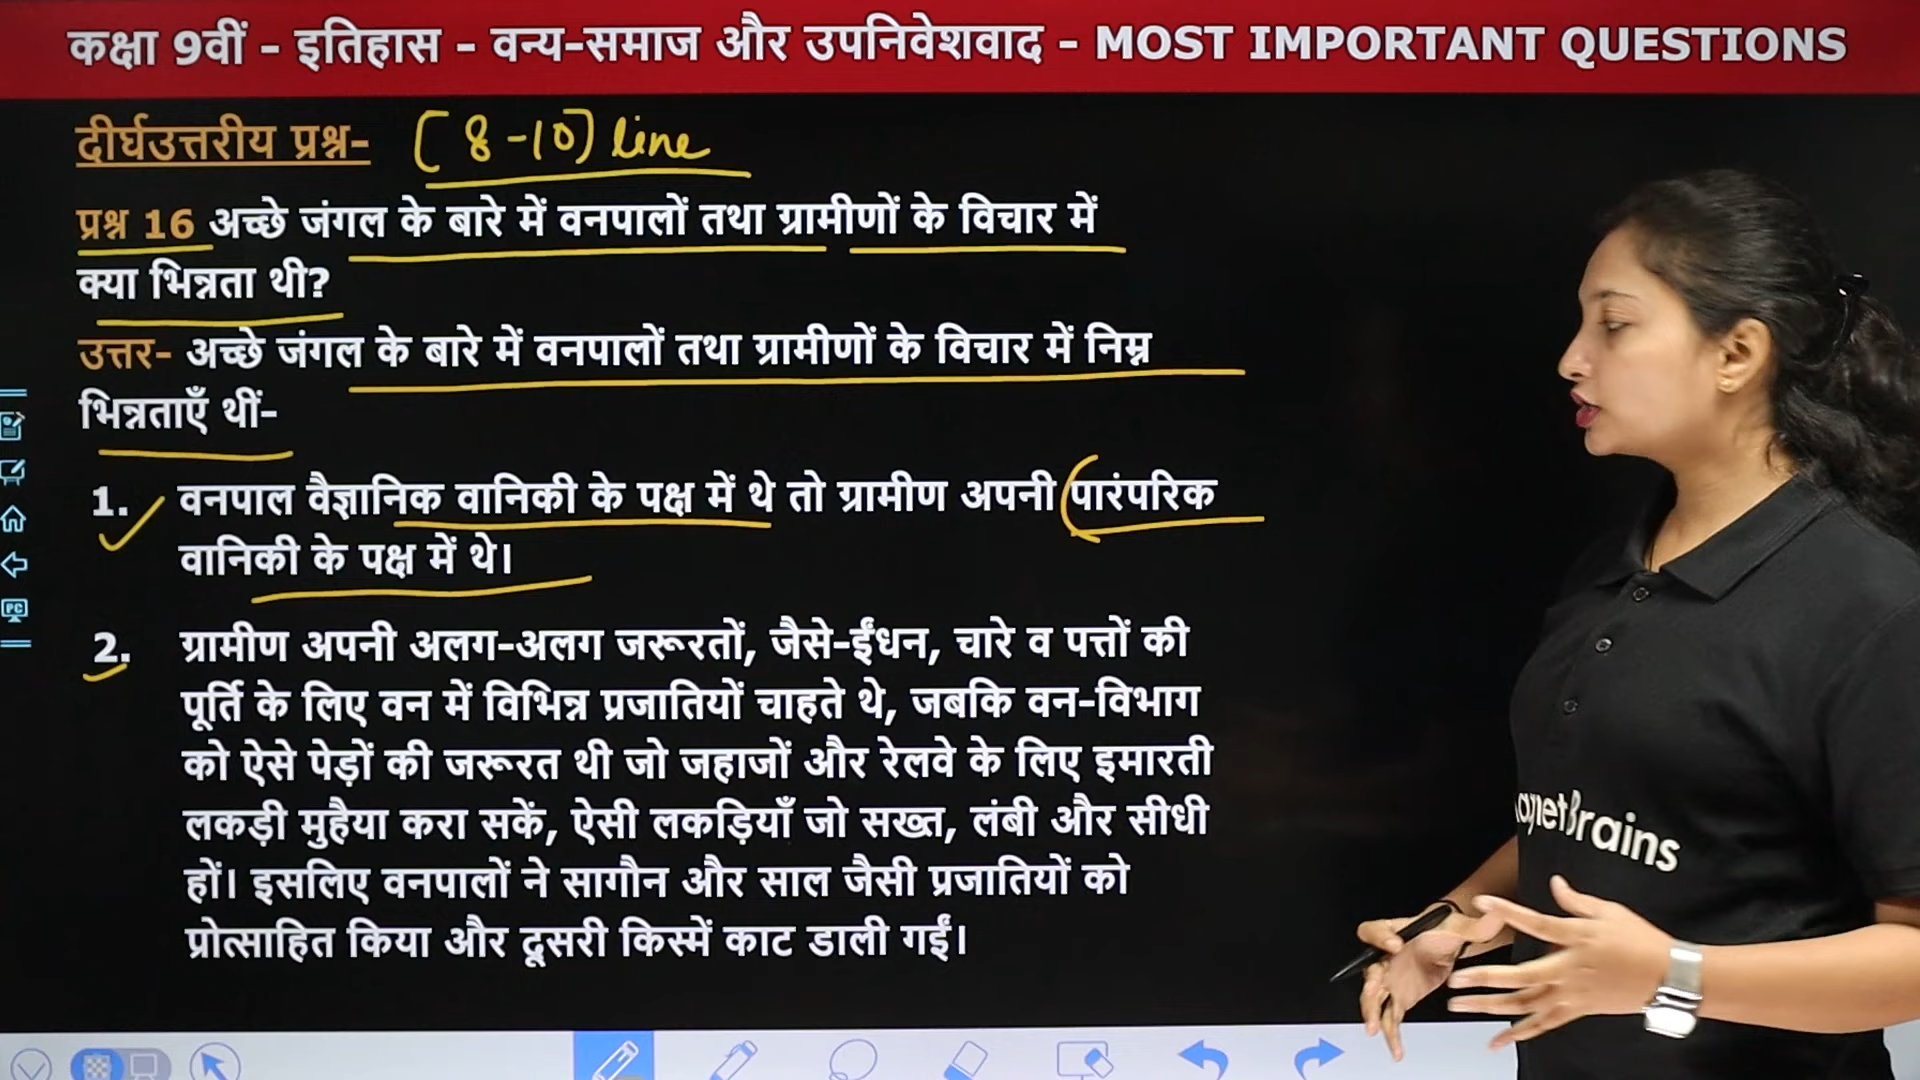 कक्षा 9वीं - इतिहास - वन्य-समाज और उपनिवेशवाद - MOST IMPORTANT QUESTIONS
दीर्घउत्तरीय प्रश्न- [8-10] line
प्रश्न 16 अच्छे जंगल के बारे में वनपालों तथा ग्रामीणों के विचार में
क्या भिन्नता थी?
उत्तर- अच्छे जंगल के बारे में वनपालों तथा ग्रामीणों के विचार में निम्न
भिन्नताएँ थीं-
1. वनपाल वैज्ञानिक वानिकी के पक्ष में थे तो ग्रामीण अपनी पारंपरिक
वानिकी के पक्ष में थे।
2. ग्रामीण अपनी अलग-अलग जरूरतों, जैसे-ईंधन, चारे व पत्तों की
पूर्ति के लिए वन में विभिन्न प्रजातियों चाहते थे, जबकि वन-विभाग
को ऐसे पेड़ों की जरूरत थी जो जहाजों और रेलवे के लिए इमारती
लकड़ी मुहैया करा सकें, ऐसी लकड़ियाँ जो सख्त, लंबी और सीधी
हों। इसलिए वनपालों ने सागौन और साल जैसी प्रजातियों को
प्रोत्साहित किया और दूसरी किस्में काट डाली गईं।
agnetBrains
PC